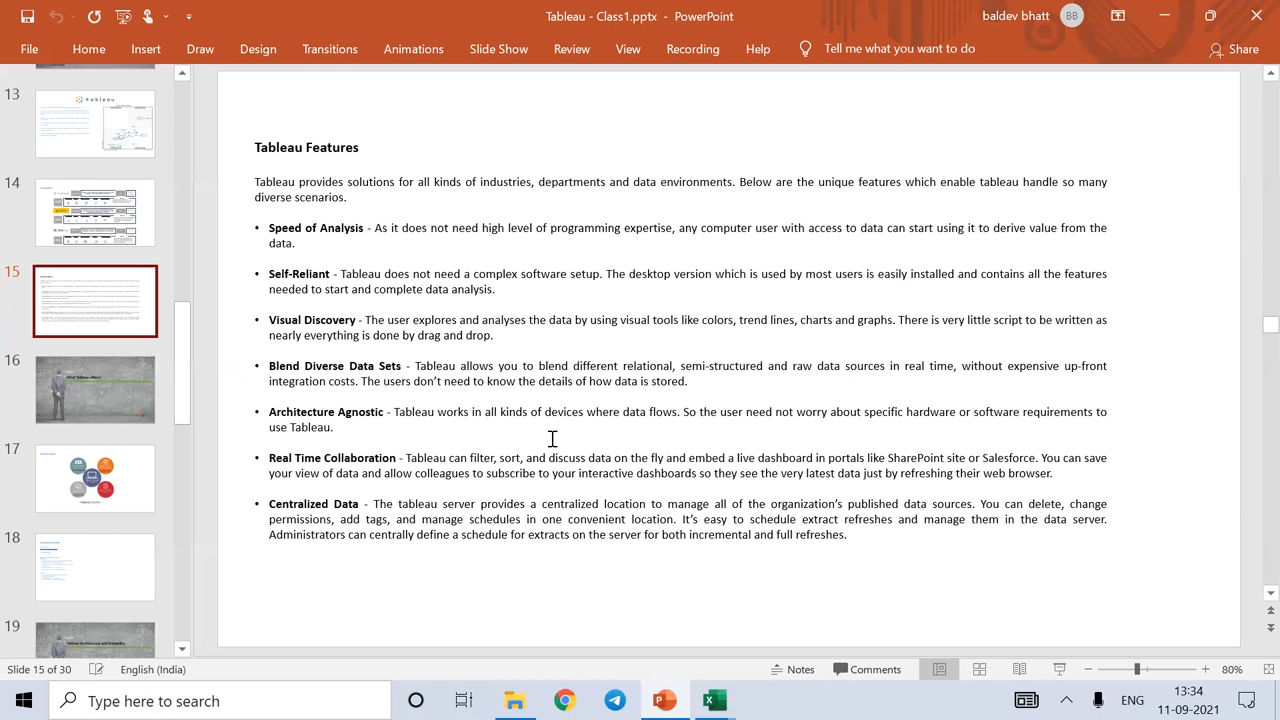 Tableau - Class1.pptx - PowerPoint
baldev bhatt
BB
File Home Insert Draw Design Transitions Animations Slide Show Review View Recording Help Tell me what you want to do Share
13
tableau
14
15
16
17
18
19
Tableau Features
Tableau provides solutions for all kinds of industries, departments and data environments. Below are the unique features which enable tableau handle so many
diverse scenarios.
• Speed of Analysis - As it does not need high level of programming expertise, any computer user with access to data can start using it to derive value from the
data.
• Self-Reliant - Tableau does not need a complex software setup. The desktop version which is used by most users is easily installed and contains all the features
needed to start and complete data analysis.
• Visual Discovery - The user explores and analyses the data by using visual tools like colors, trend lines, charts and graphs. There is very little script to be written as
nearly everything is done by drag and drop.
• Blend Diverse Data Sets - Tableau allows you to blend different relational, semi-structured and raw data sources in real time, without expensive up-front
integration costs. The users don’t need to know the details of how data is stored.
• Architecture Agnostic - Tableau works in all kinds of devices where data flows. So the user need not worry about specific hardware or software requirements to
use Tableau.
• Real Time Collaboration - Tableau can filter, sort, and discuss data on the fly and embed a live dashboard in portals like SharePoint site or Salesforce. You can save
your view of data and allow colleagues to subscribe to your interactive dashboards so they see the very latest data just by refreshing their web browser.
• Centralized Data - The tableau server provides a centralized location to manage all of the organization’s published data sources. You can delete, change
permissions, add tags, and manage schedules in one convenient location. It’s easy to schedule extract refreshes and manage them in the data server.
Administrators can centrally define a schedule for extracts on the server for both incremental and full refreshes.
Slide 15 of 30 English (India) Notes Comments 80%
Type here to search
ENG
13:34
11-09-2021